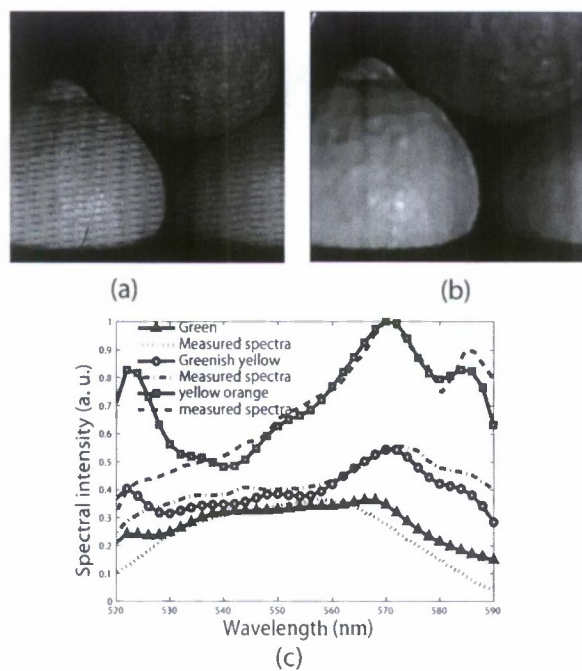 (a)
(b)
Green
Measured spectra
Greenish yellow
Measured spectra
yellow orange
measured spectra
1
0.9
0.8
0.7
0.6
0.5
0.4
0.3
0.2
0.1
0
Spectral intensity (a. u.)
520
530
540
550
560
570
580
590
Wavelength (nm)
(c)